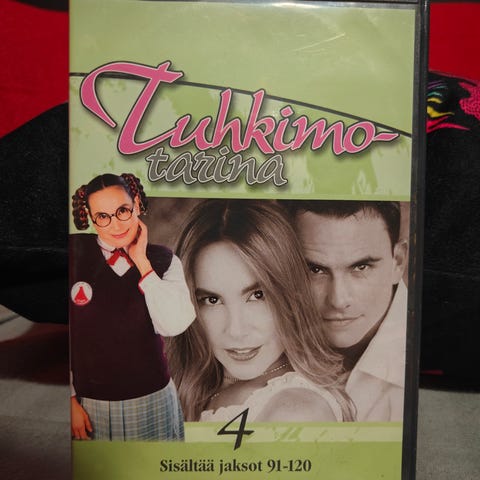 Tuhkimo-
tarina
4
Sisältää jaksot 91-120